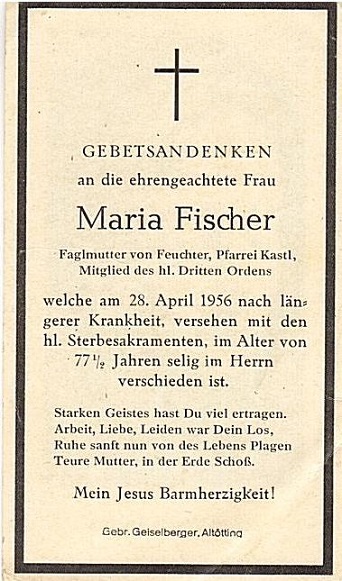 GEBETSANDENKEN
an die ehrengeachtete Frau
Maria Fischer
Faglmutter von Feuchter, Pfarrei Kastl,
Mitglied des hl. Dritten Ordens
welche am 28. April 1956 nach län-
gerer Krankheit, versehen mit den
hl. Sterbesakramenten, im Alter von
77½ Jahren selig im Herrn
verschieden ist.
Starken Geistes hast Du viel ertragen.
Arbeit, Liebe, Leiden war Dein Los,
Ruhe sanft nun von des Lebens Plagen
Teure Mutter, in der Erde Schoß.
Mein Jesus Barmherzigkeit!
Gebr. Geiselberger, Altötting